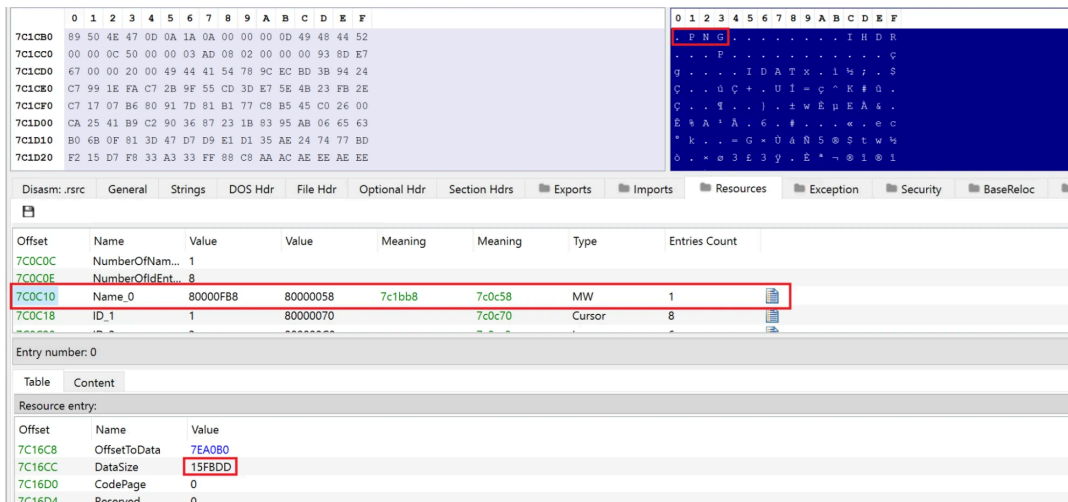 0 1 2 3 4 5 6 7 8 9 A B C D E F 0 1 2 3 4 5 6 7 8 9 A B C D E F
7C1CB0 89 50 4E 47 0D 0A 1A 0A 00 00 00 0D 49 48 44 52 . P N G . . . . . . . . I H D R
7C1CC0 00 00 0C 50 00 00 03 AD 08 02 00 00 00 93 8D E7 . . . P . . . . . . . . . . ç
7C1CD0 67 00 00 20 00 49 44 41 54 78 9C EC BD 3B 94 24 g . . . . I D A T x . ì ½ ; . $
7C1CE0 C7 99 1E FA C7 2B 9F 55 CD 3D E7 5E 4B 23 FB 2E Ç . . ú Ç + . U Í = ç ^ K # û .
7C1CF0 C7 17 07 B6 80 91 7D 81 B1 77 C8 B5 45 C0 26 00 Ç . . ¶ . . } . ± w È µ E À & .
7C1D00 CA 25 41 B9 C2 90 36 87 23 1B 83 95 AB 06 65 63 Ê % A ¹ Â . 6 . # . . . « . e c
7C1D10 B0 6B 0F 81 3D 47 D7 D9 E1 D1 35 AE 24 74 77 BD ° k . . = G × Ù á Ñ 5 ® $ t w ½
7C1D20 F2 15 D7 F8 33 A3 33 FF 88 C8 AA AC AE EE AE EE ò . × ø 3 £ 3 ÿ . È ª ¬ ® î ® î
Disasm: .rsrc General Strings DOS Hdr File Hdr Optional Hdr Section Hdrs Exports Imports Resources Exception Security BaseReloc
Offset Name Value Value Meaning Meaning Type Entries Count
7C0C0C NumberOfNam... 1
7C0C0E NumberOfIdEnt... 8
7C0C10 Name_0 80000FB8 80000058 7c1bb8 7c0c58 MW 1
7C0C18 ID_1 1 80000070 7c0c70 Cursor 8
Entry number: 0
Table Content
Resource entry:
Offset Name Value
7C16C8 OffsetToData 7EA0B0
7C16CC DataSize 15FBDD
7C16D0 CodePage 0
7C16D4 Reserved 0